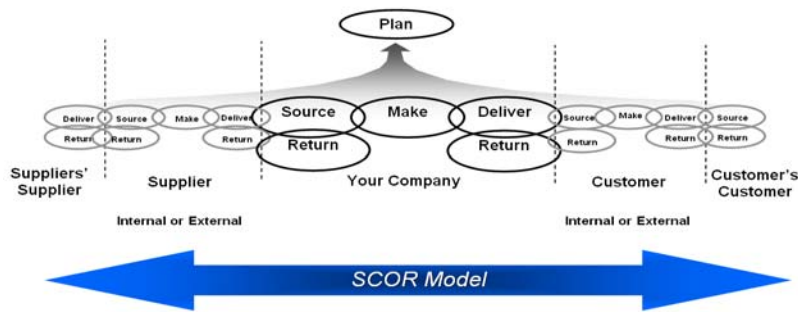 Plan
Deliver Source Make Deliver Source Make Deliver Source Make Deliver Source
Return Return Return Return Return Return Return Return
Suppliers' Supplier Your Company Customer Customer's
Supplier Customer
Internal or External Internal or External
SCOR Model